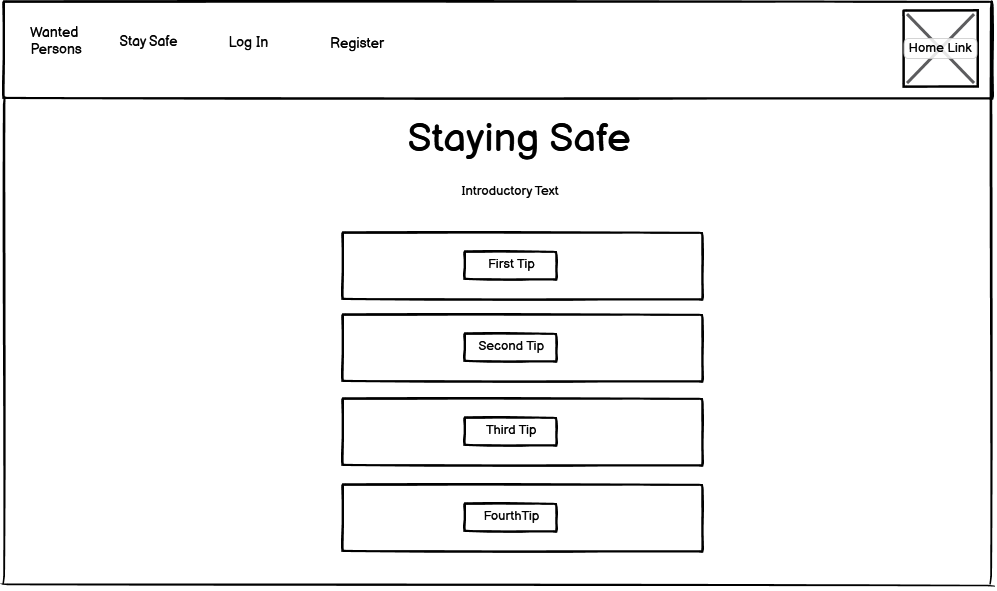 Wanted
Persons
Stay Safe
Log In
Register
Home Link
Staying Safe
Introductory Text
First Tip
Second Tip
Third Tip
FourthTip